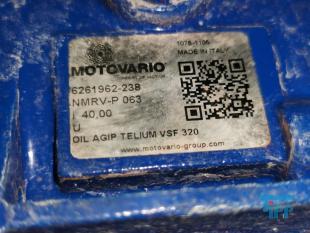 1078-1106
MADE IN ITALY
MOTOVARIO
6261962-238
NMRV-P 063
40,00
U
OIL AGIP TELIUM VSF 320
www.motovario-group.com